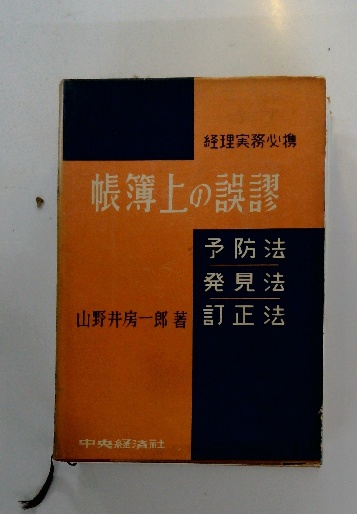 経理実務必携
帳簿上の誤謬
予防法
発見法
訂正法
山野井房一郎 著
中央経済社